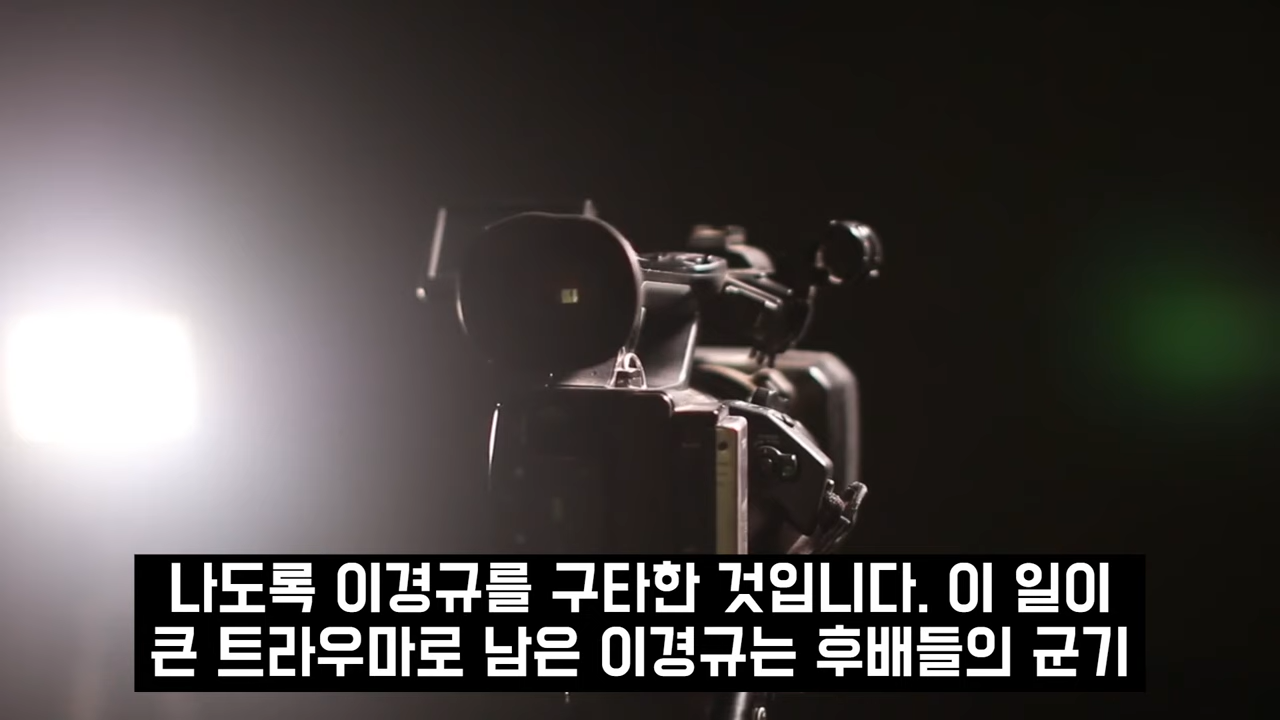 나도록 이경규를 구타한 것입니다. 이 일이
큰 트라우마로 남은 이경규는 후배들의 군기